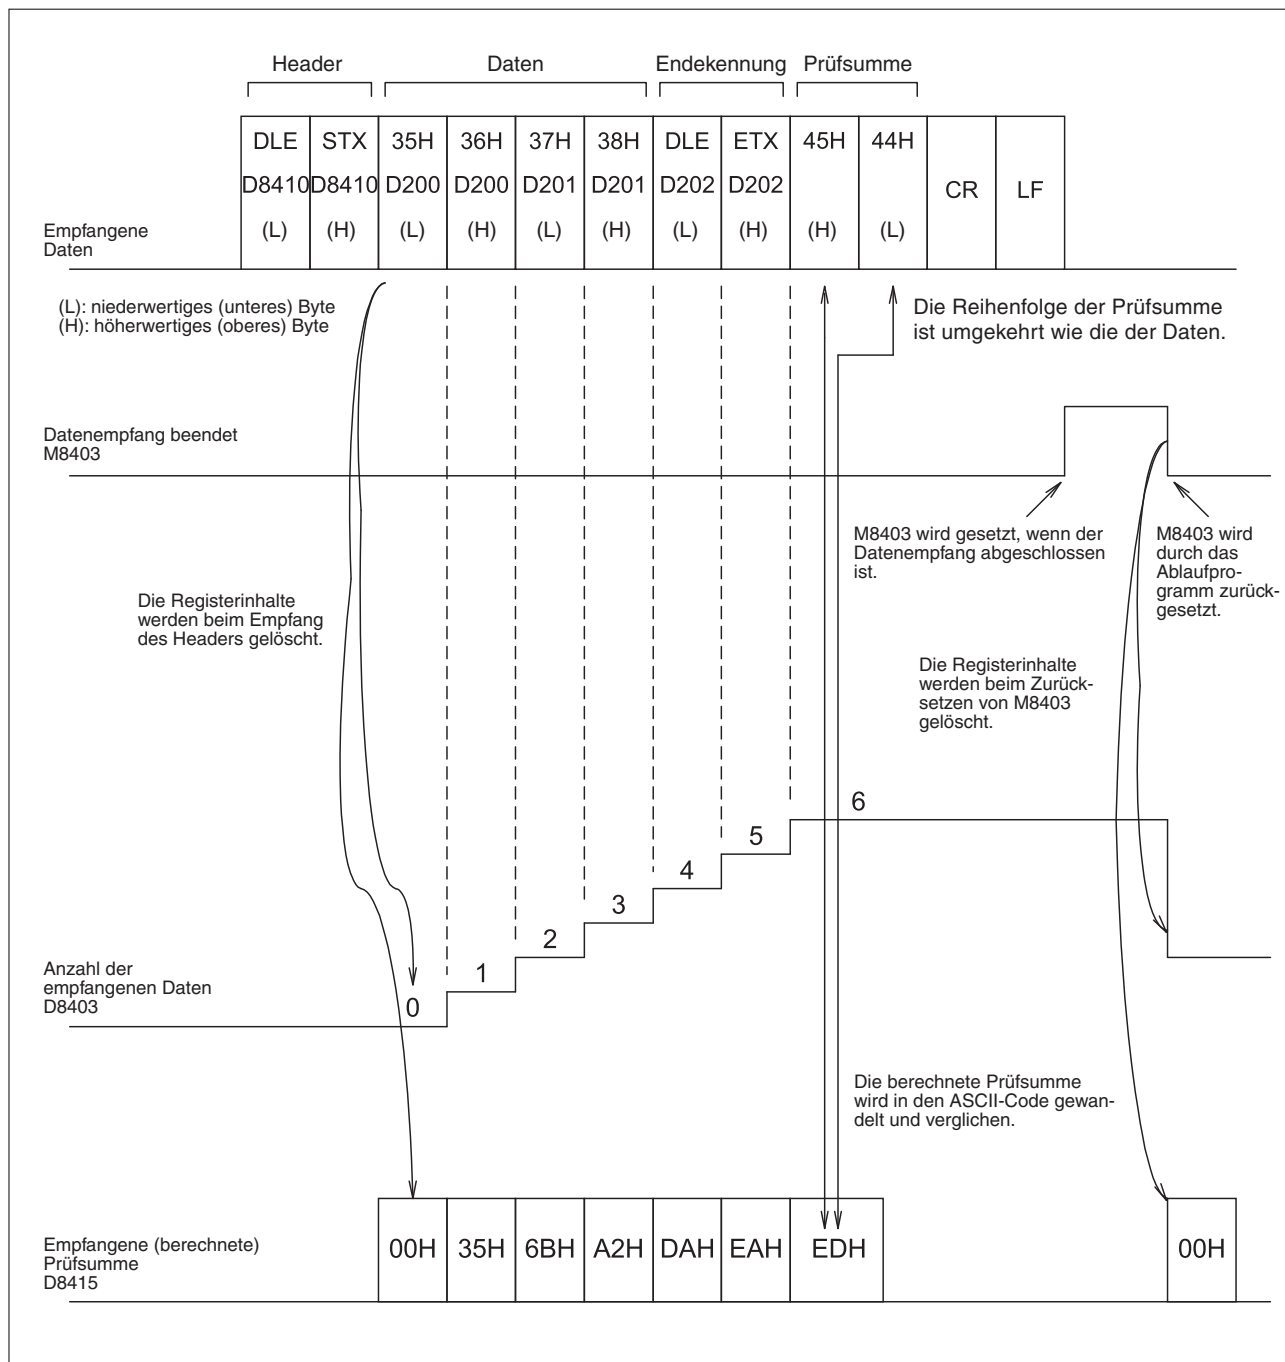 Header Daten Endekennung Prüfsumme
DLE STX 35H 36H 37H 38H DLE ETX 45H 44H
D8410 D8410 D200 D200 D201 D201 D202 D202 CR LF
(L) (H) (L) (H) (L) (H) (L) (H) (H) (L)
Empfangene
Daten
(L): niederwertiges (unteres) Byte
(H): höherwertiges (oberes) Byte
Die Reihenfolge der Prüfsumme
ist umgekehrt wie die der Daten.
Datenempfang beendet
M8403
M8403 wird gesetzt, wenn der
Datenempfang abgeschlossen
ist.
M8403 wird
durch das
Ablaufpro-
gramm zurück-
gesetzt.
Die Registerinhalte
werden beim Empfang
des Headers gelöscht.
Die Registerinhalte
werden beim Zurück-
setzen von M8403
gelöscht.
6
5
4
3
2
1
0
Anzahl der
empfangenen Daten
D8403
Die berechnete Prüfsumme
wird in den ASCII-Code gewan-
delt und verglichen.
Empfangene (berechnete)
Prüfsumme
D8415
00H 35H 6BH A2H DAH EAH EDH 00H